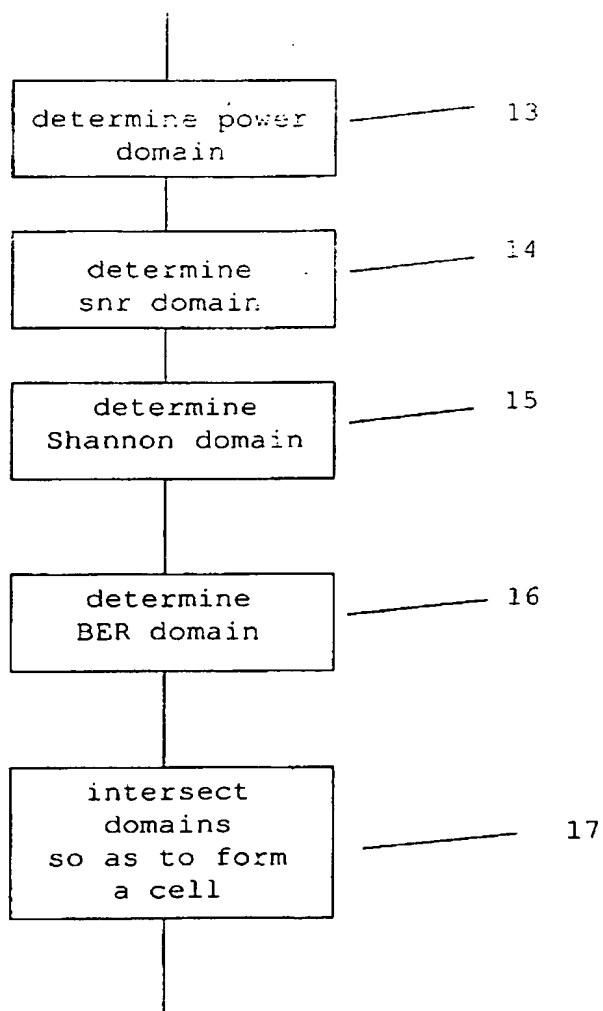 determine power
domain
13
determine
snr domain
14
determine
Shannon domain
15
determine
BER domain
16
intersect
domains
so as to form
a cell
17